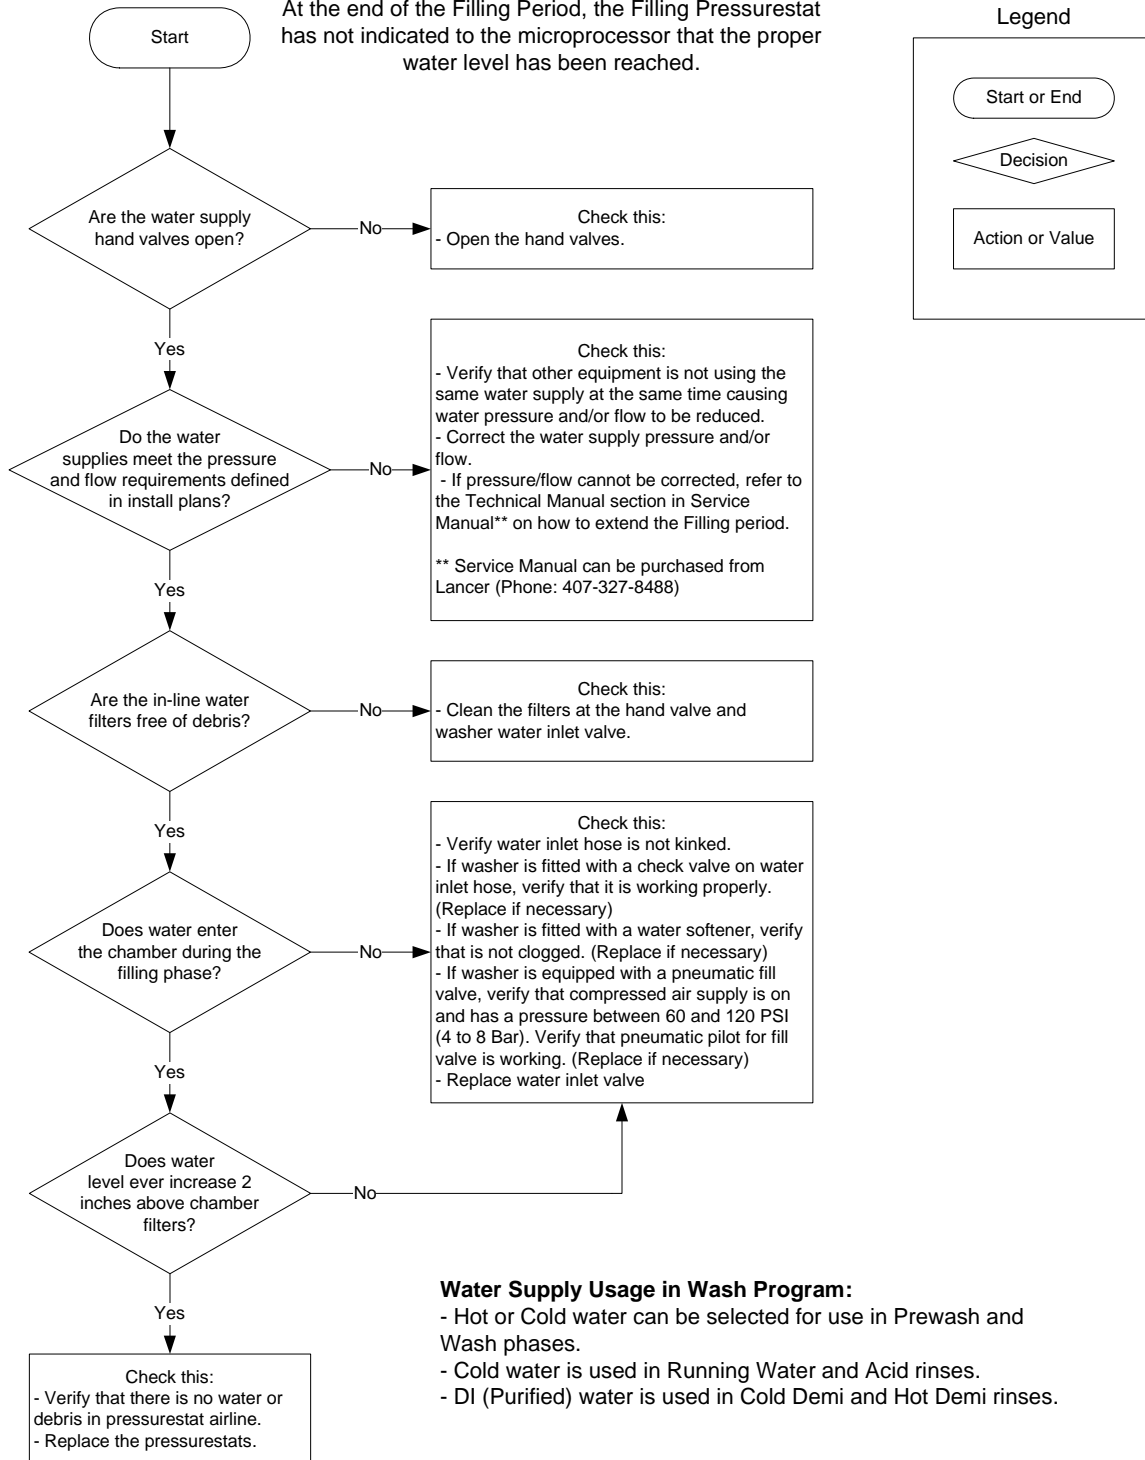 At the end of the Filling Period, the Filling Pressurestat
has not indicated to the microprocessor that the proper
water level has been reached.
Legend
Start or End
Decision
Action or Value
Start
Are the water supply
hand valves open?
No
Check this:
- Open the hand valves.
Yes
Do the water
supplies meet the pressure
and flow requirements defined
in install plans?
No
Check this:
- Verify that other equipment is not using the
same water supply at the same time causing
water pressure and/or flow to be reduced.
- Correct the water supply pressure and/or
flow.
- If pressure/flow cannot be corrected, refer to
the Technical Manual section in Service
Manual** on how to extend the Filling period.
** Service Manual can be purchased from
Lancer (Phone: 407-327-8488)
Yes
Are the in-line water
filters free of debris?
No
Check this:
- Clean the filters at the hand valve and
washer water inlet valve.
Yes
Does water enter
the chamber during the
filling phase?
No
Check this:
- Verify water inlet hose is not kinked.
- If washer is fitted with a check valve on water
inlet hose, verify that it is working properly.
(Replace if necessary)
- If washer is fitted with a water softener, verify
that is not clogged. (Replace if necessary)
- If washer is equipped with a pneumatic fill
valve, verify that compressed air supply is on
and has a pressure between 60 and 120 PSI
(4 to 8 Bar). Verify that pneumatic pilot for fill
valve is working. (Replace if necessary)
- Replace water inlet valve
Yes
Does water
level ever increase 2
inches above chamber
filters?
No
Yes
Check this:
- Verify that there is no water or
debris in pressurestat airline.
- Replace the pressurestats.
Water Supply Usage in Wash Program:
- Hot or Cold water can be selected for use in Prewash and
Wash phases.
- Cold water is used in Running Water and Acid rinses.
- DI (Purified) water is used in Cold Demi and Hot Demi rinses.